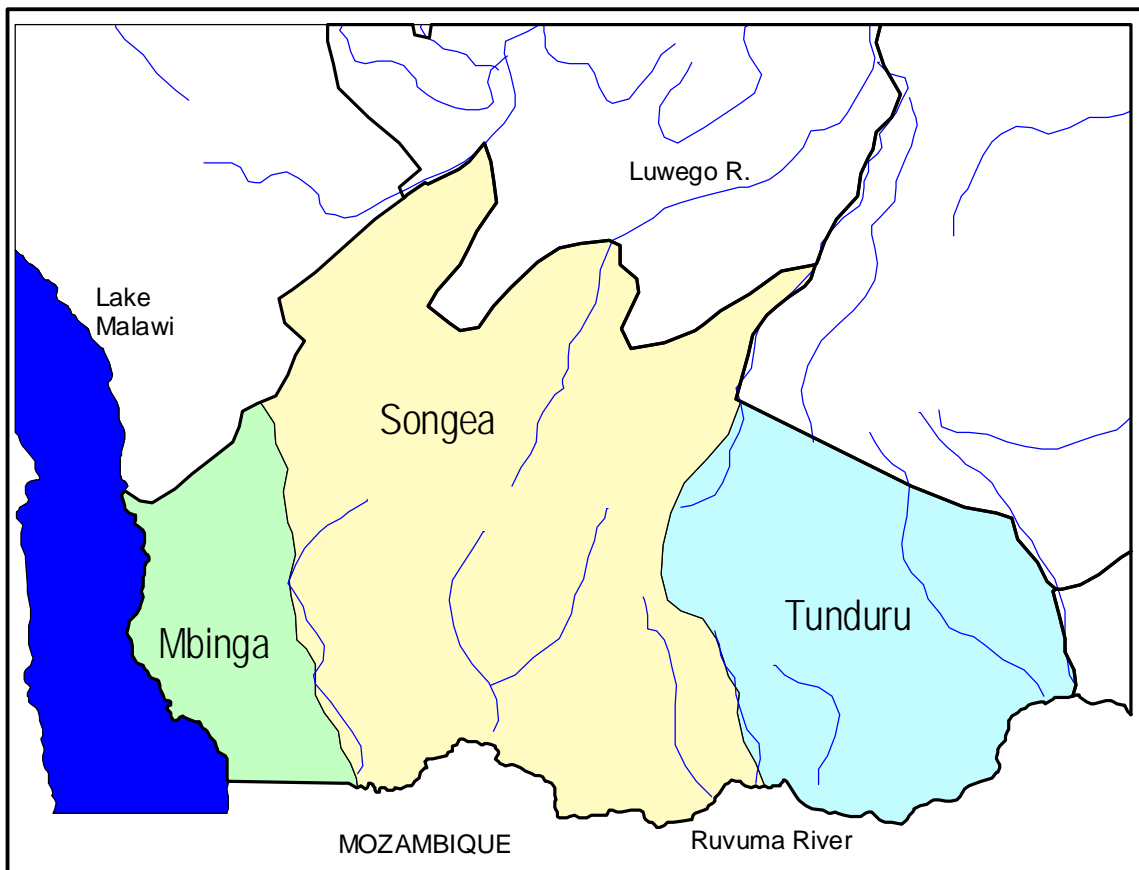 Luwego R.
Lake
Malawi
Songea
Mbinga
Tunduru
MOZAMBIQUE
Ruvuma River